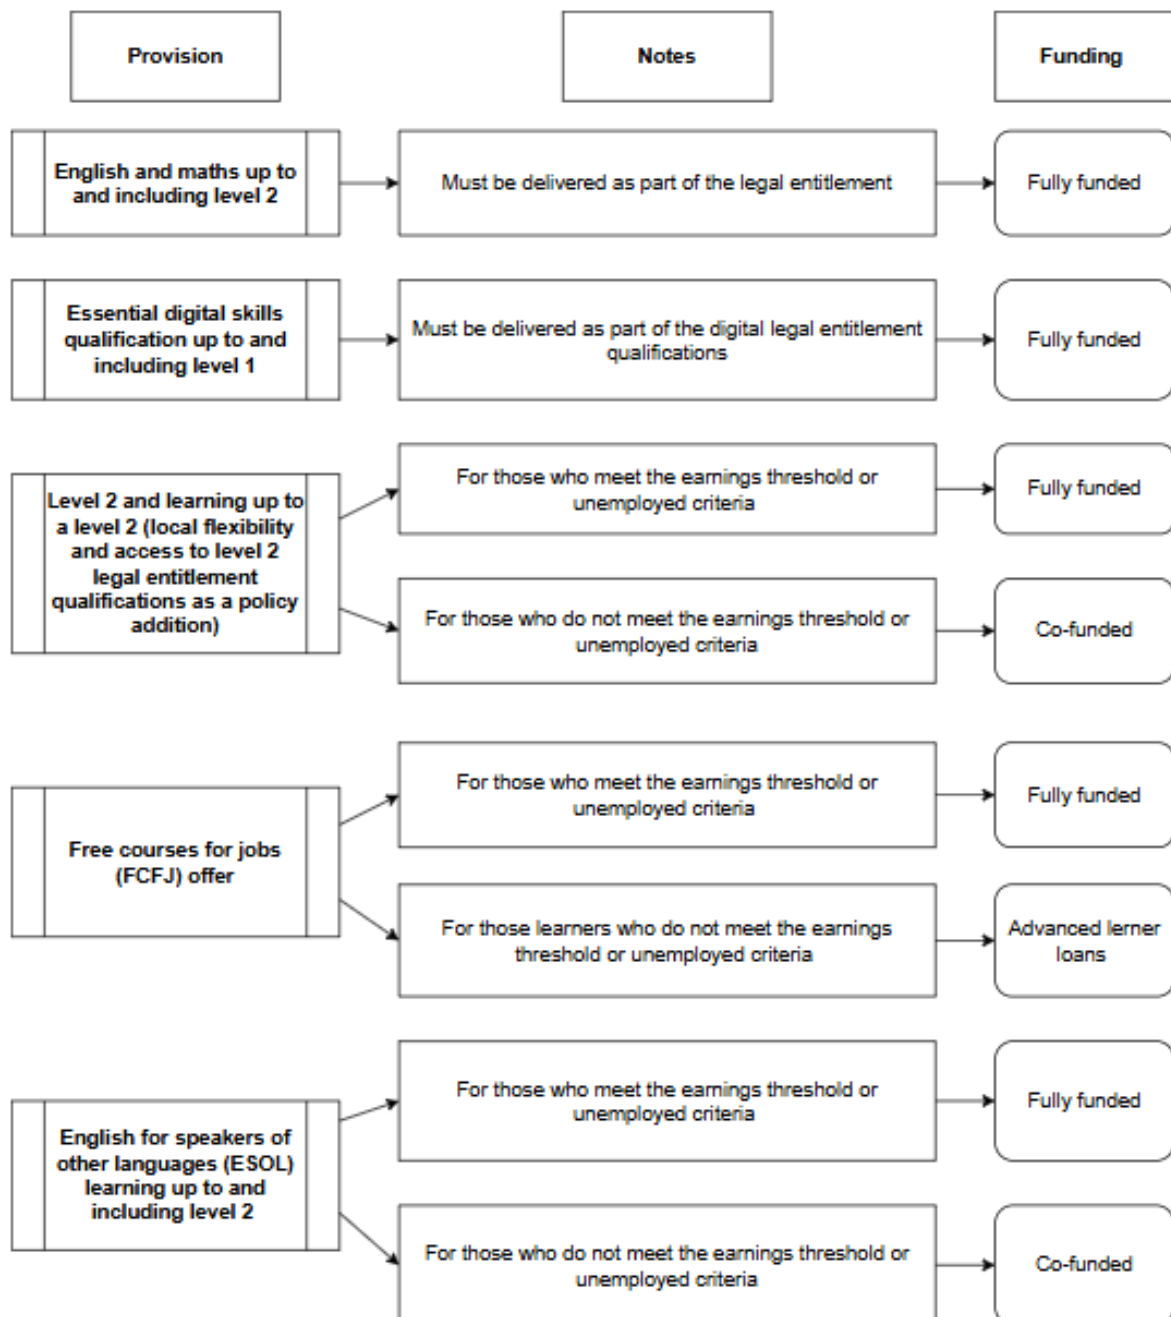 Provision
Notes
Funding
English and maths up to
and including level 2
Must be delivered as part of the legal entitlement
Fully funded
Essential digital skills
qualification up to and
including level 1
Must be delivered as part of the digital legal entitlement
qualifications
Fully funded
Level 2 and learning up to
a level 2 (local flexibility
and access to level 2
legal entitlement
qualifications as a policy
addition)
For those who meet the earnings threshold or
unemployed criteria
Fully funded
For those who do not meet the earnings threshold or
unemployed criteria
Co-funded
Free courses for jobs
(FCFJ) offer
For those who meet the earnings threshold or
unemployed criteria
Fully funded
For those learners who do not meet the earnings
threshold or unemployed criteria
Advanced lerner
loans
English for speakers of
other languages (ESOL)
learning up to and
including level 2
For those who meet the earnings threshold or
unemployed criteria
Fully funded
For those who do not meet the earnings threshold or
unemployed criteria
Co-funded